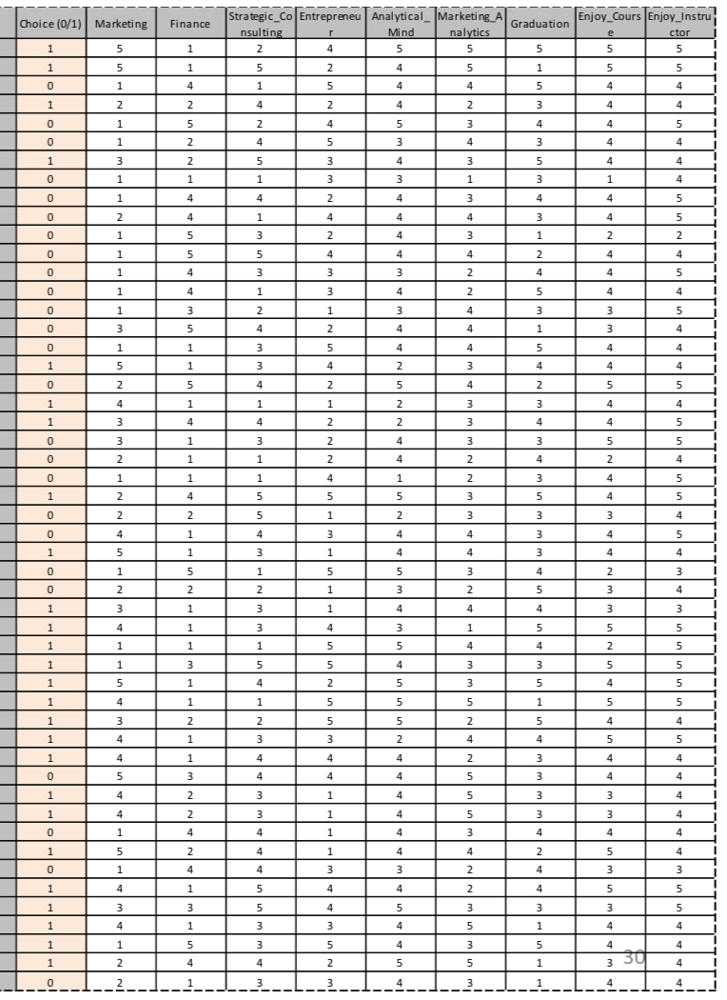 Choice (0/1) Marketing Finance Strategic_Co Entrepreneu Analytical_ Marketing_A Graduation Enjoy_Cours Enjoy_Instru
nsulting r Mind nalytics e ctor
1 5 1 2 4 5 5 5 5 5
1 5 1 5 2 4 5 1 5 5
0 1 4 1 5 4 4 5 4 4
1 2 2 4 2 4 2 3 4 4
0 1 5 2 4 5 3 4 4 5
0 1 2 4 5 3 4 3 4 4
1 3 2 5 3 4 3 5 4 4
0 1 1 1 3 3 1 3 1 4
0 1 4 4 2 4 3 4 4 5
0 2 4 1 4 4 4 3 4 5
0 1 5 3 2 4 3 1 2 2
0 1 5 5 4 4 4 2 4 4
0 1 4 3 3 3 2 4 4 5
0 1 4 1 3 4 2 5 4 4
0 1 3 2 1 3 4 3 3 5
0 3 5 4 2 4 4 1 3 4
0 1 1 3 5 4 4 5 4 4
1 5 1 3 4 2 3 4 4 4
0 2 5 4 2 5 4 2 5 5
1 4 1 1 1 2 3 3 4 4
1 3 4 4 2 2 3 4 4 5
0 3 1 3 2 4 3 3 5 5
0 2 1 1 2 4 2 4 2 4
0 1 1 1 4 1 2 3 4 5
1 2 4 5 5 5 3 5 4 5
0 2 2 5 1 2 3 3 3 4
0 4 1 4 3 4 4 3 4 5
1 5 1 3 1 4 4 3 4 4
0 1 5 1 5 5 3 4 2 3
0 2 2 2 1 3 2 5 3 4
1 3 1 3 1 4 4 4 3 3
1 4 1 3 4 3 1 5 5 5
1 1 1 1 5 5 4 4 2 5
1 1 3 5 5 4 3 3 5 5
1 5 1 4 2 5 3 5 4 5
1 4 1 1 5 5 5 1 5 5
1 3 2 2 5 5 2 5 4 4
1 4 1 3 3 2 4 4 5 5
1 4 1 4 4 4 2 3 4 4
0 5 3 4 4 4 5 3 4 4
1 4 2 3 1 4 5 3 3 4
1 4 2 3 1 4 5 3 3 4
0 1 4 4 1 4 3 4 4 4
1 5 2 4 1 4 4 2 5 4
0 1 4 4 3 3 2 4 3 3
1 4 1 5 4 4 2 4 5 5
1 3 3 5 4 5 3 3 3 5
1 4 1 3 3 4 5 1 4 4
1 1 5 3 5 4 3 5 4 4
1 2 4 4 2 5 5 1 3 4
30
0 2 1 3 3 4 3 1 4 4